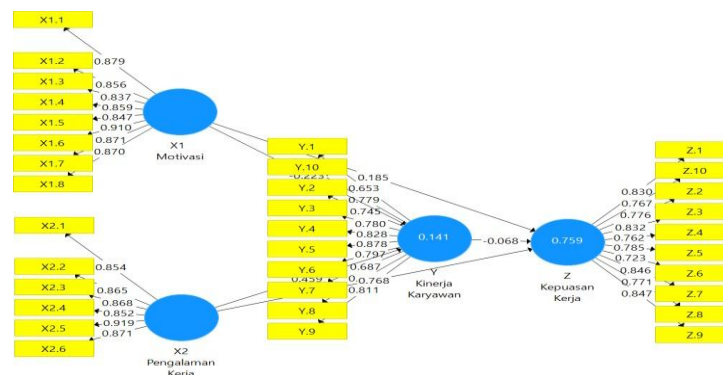 X1.1
X1.2
X1.3
X1.4
X1.5
X1.6
X1.7
X1.8
0.879
0.856
0.837
0.859
0.847
0.910
0.871
0.870
X1
Motivasi
X2.1
X2.2
X2.3
X2.4
X2.5
X2.6
0.854
0.865
0.868
0.852
0.919
0.871
X2
Pengalaman
Kerja
Y.1
Y.10
Y.2
Y.3
Y.4
Y.5
Y.6
Y.7
Y.8
Y.9
-0.223
0.185
0.653
0.779
0.745
0.780
0.828
0.878
0.797
0.687
0.768
0.811
0.459
0.141
Y
Kinerja
Karyawan
-0.068
0.759
Z
Kepuasan
Kerja
0.830
0.767
0.776
0.832
0.762
0.785
0.723
0.846
0.771
0.847
Z.1
Z.10
Z.2
Z.3
Z.4
Z.5
Z.6
Z.7
Z.8
Z.9